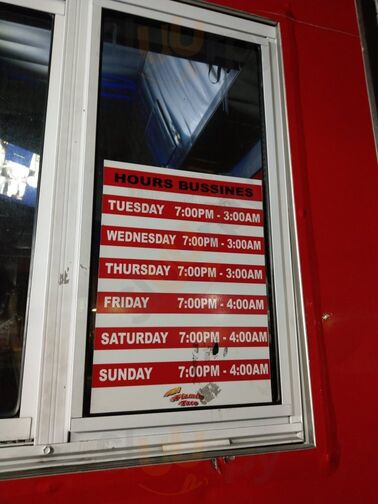 HOURS BUSSINES
TUESDAY 7:00PM - 3:00AM
WEDNESDAY 7:00PM - 3:00AM
THURSDAY 7:00PM - 3:00AM
FRIDAY 7:00PM - 4:00AM
SATURDAY 7:00PM - 4:00AM
SUNDAY 7:00PM - 4:00AM